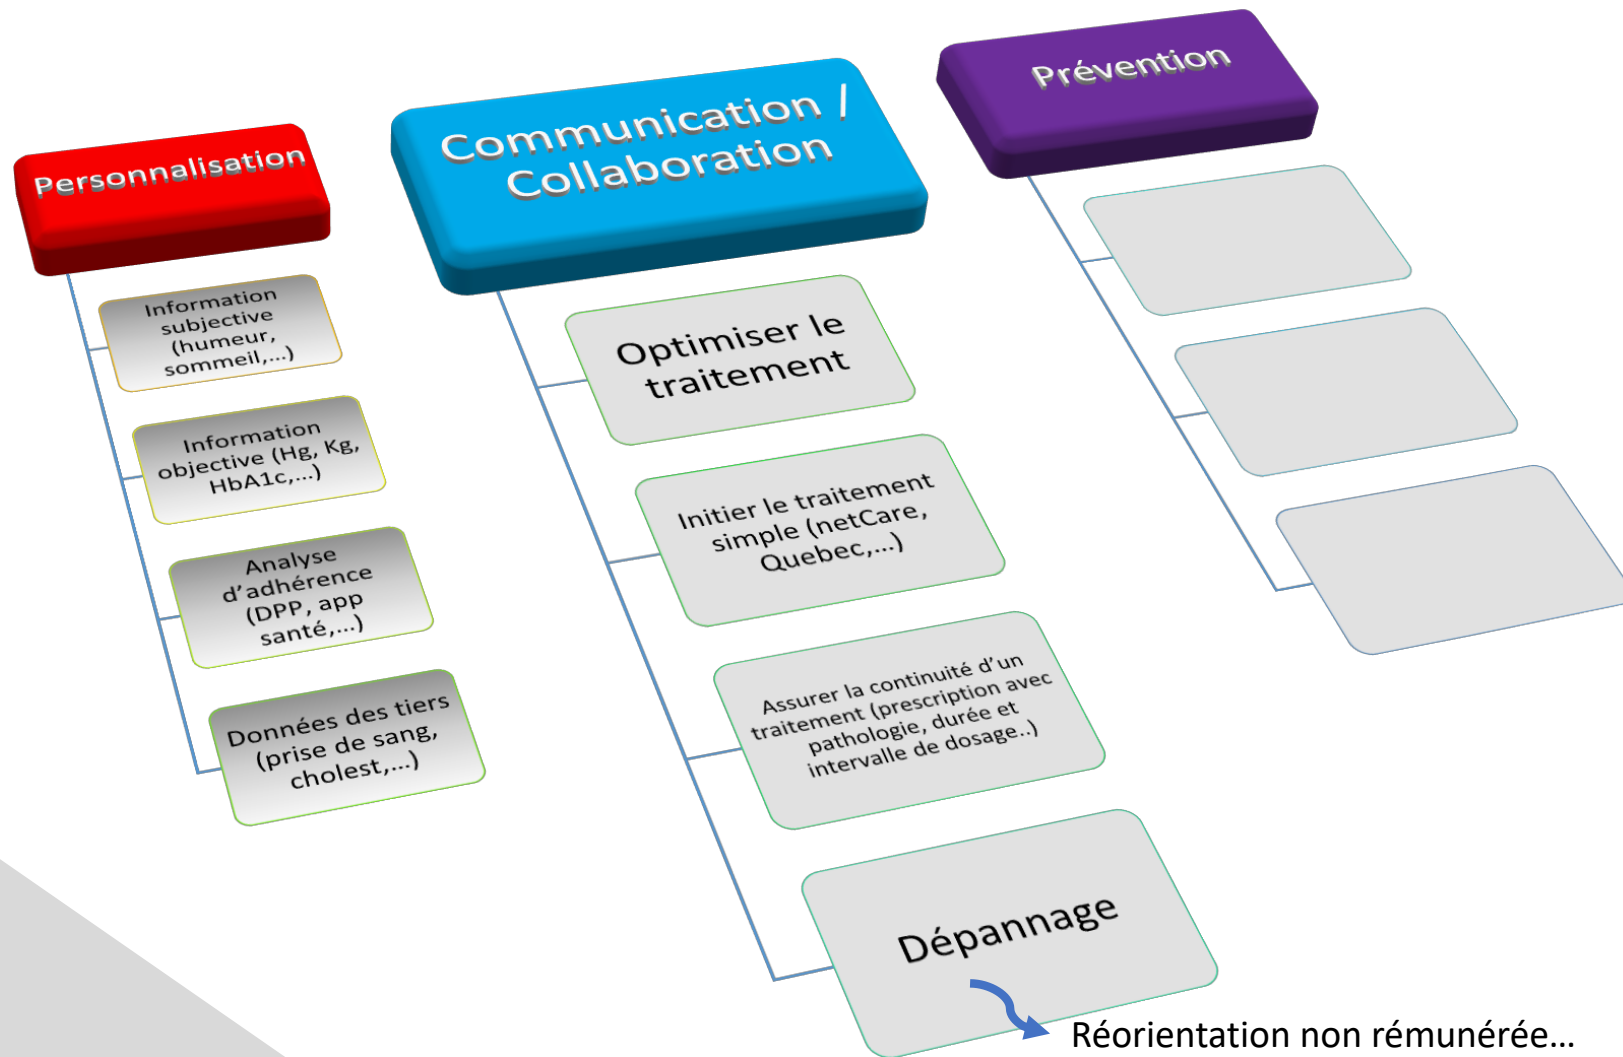 Personnalisation
Information
subjective
(humeur,
sommeil,...)
Information
objective (Hg, Kg,
HbA1c,...)
Analyse
d’adhérence
(DPP, app
santé,...)
Données des tiers
(prise de sang,
cholest,...)
Communication /
Collaboration
Optimiser le
traitement
Initier le traitement
simple (netCare,
Quebec,...)
Assurer la continuité d’un
traitement (prescription avec
pathologie, durée et
intervalle de dosage..)
Dépannage
Réorientation non rémunérée...
Prévention